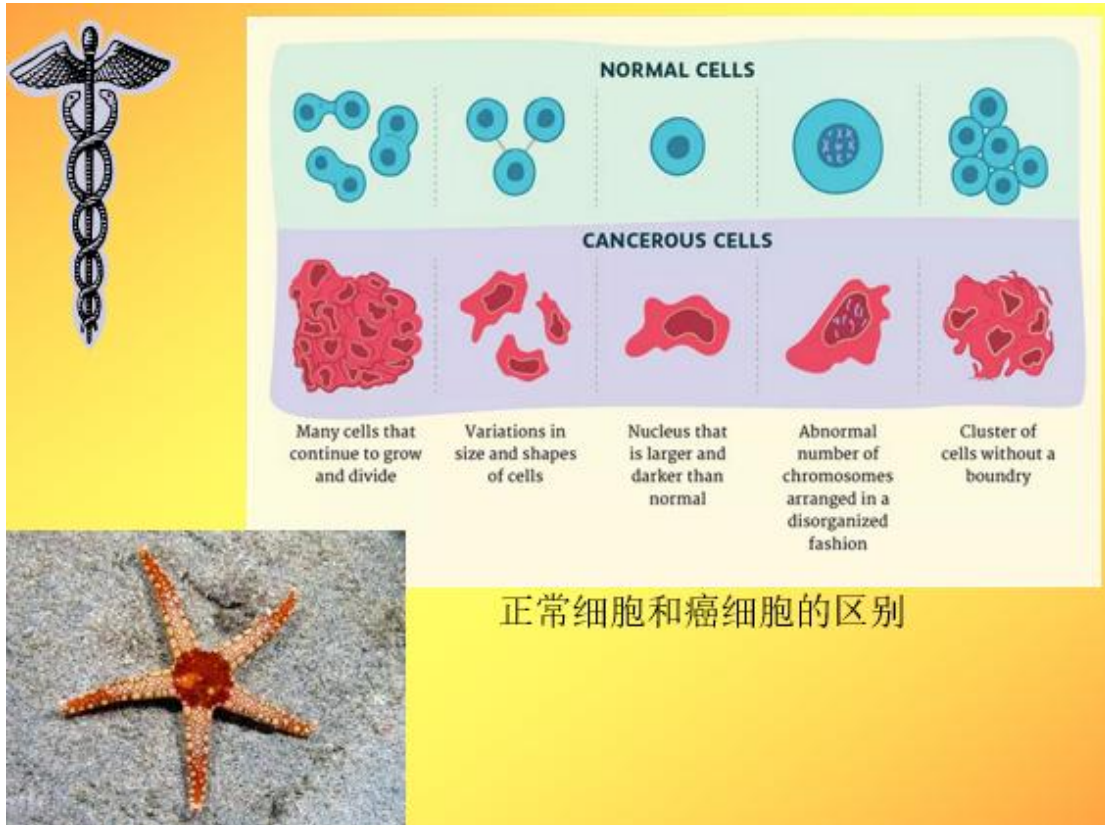 NORMAL CELLS
CANCEROUS CELLS
Many cells that
continue to grow
and divide
Variations in
size and shapes
of cells
Nucleus that
is larger and
darker than
normal
Abnormal
number of
chromosomes
arranged in a
disorganized
fashion
Cluster of
cells without a
boundry
正常细胞和癌细胞的区别